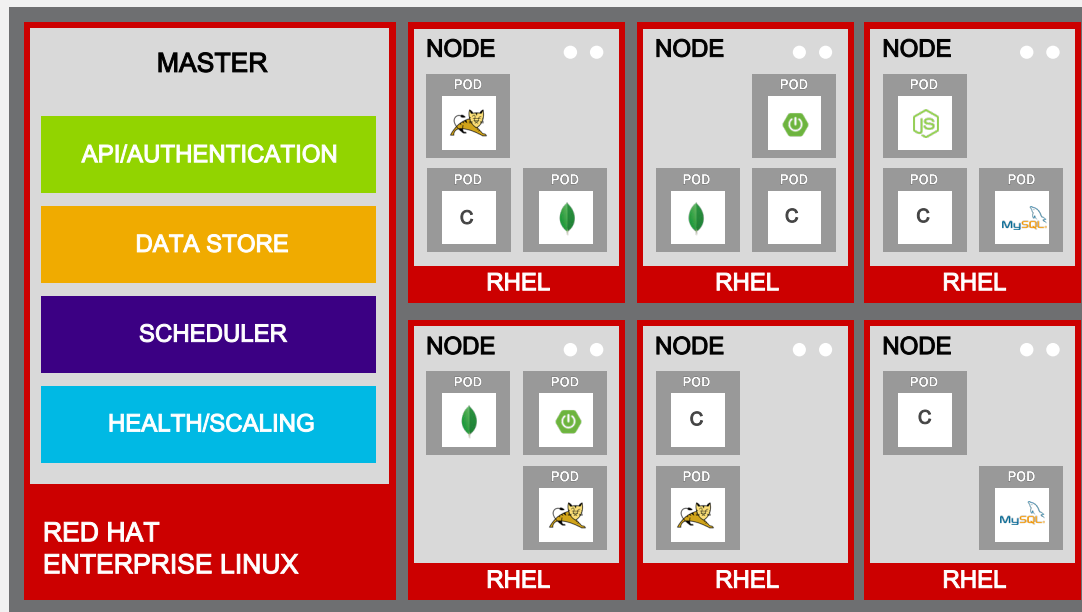 MASTER
API/AUTHENTICATION
DATA STORE
SCHEDULER
HEALTH/SCALING
RED HAT
ENTERPRISE LINUX
NODE
POD
POD
C
POD
RHEL
NODE
POD
POD
POD
C
RHEL
NODE
POD
JS
POD
C
POD
MySQL
RHEL
NODE
POD
POD
POD
RHEL
NODE
POD
C
POD
RHEL
NODE
POD
C
POD
MySQL
RHEL